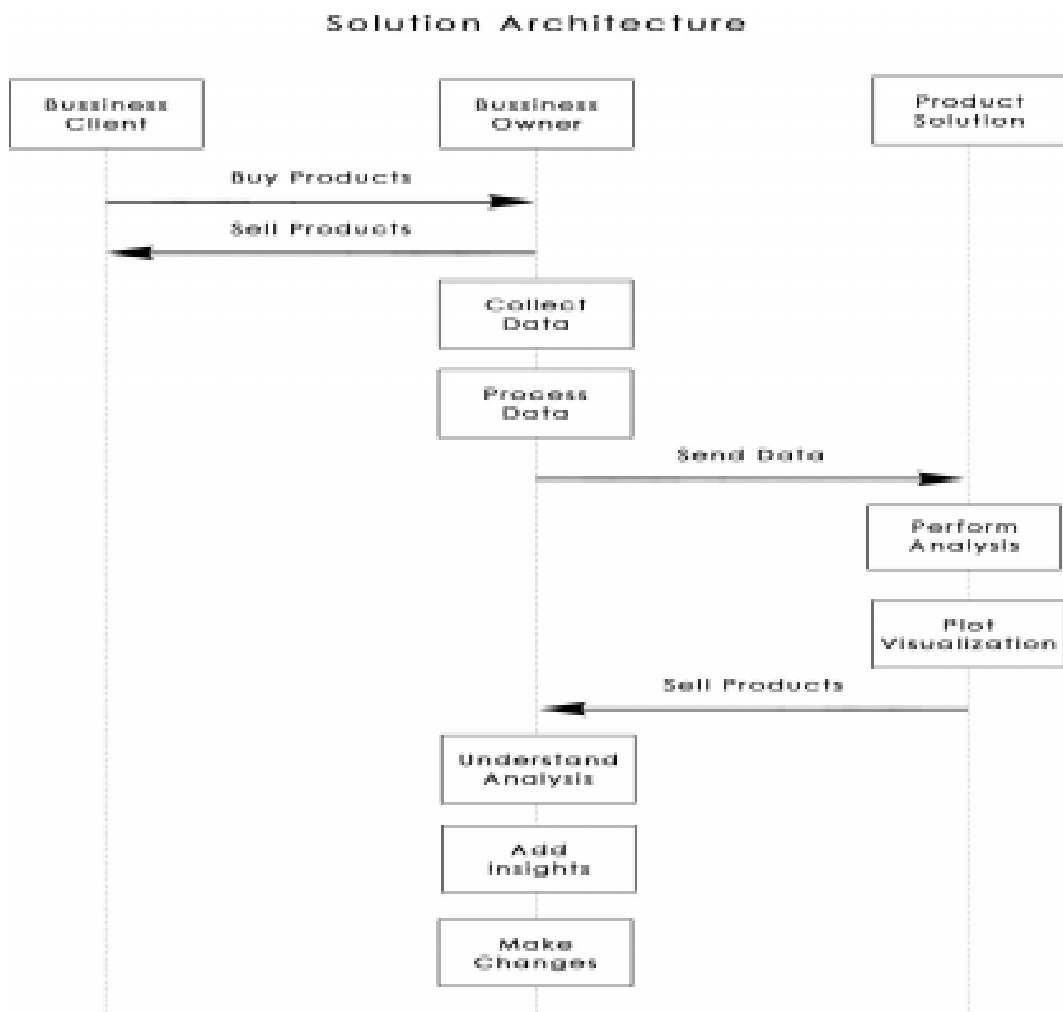 Solution Architecture
Bussiness
Client
Bussiness
Owner
Product
Solution
Buy Products
Sell Products
Collect
Data
Process
Data
Send Data
Perform
Analysis
Plot
Visualization
Sell Products
Understand
Analysis
Add
Insights
Make
Changes